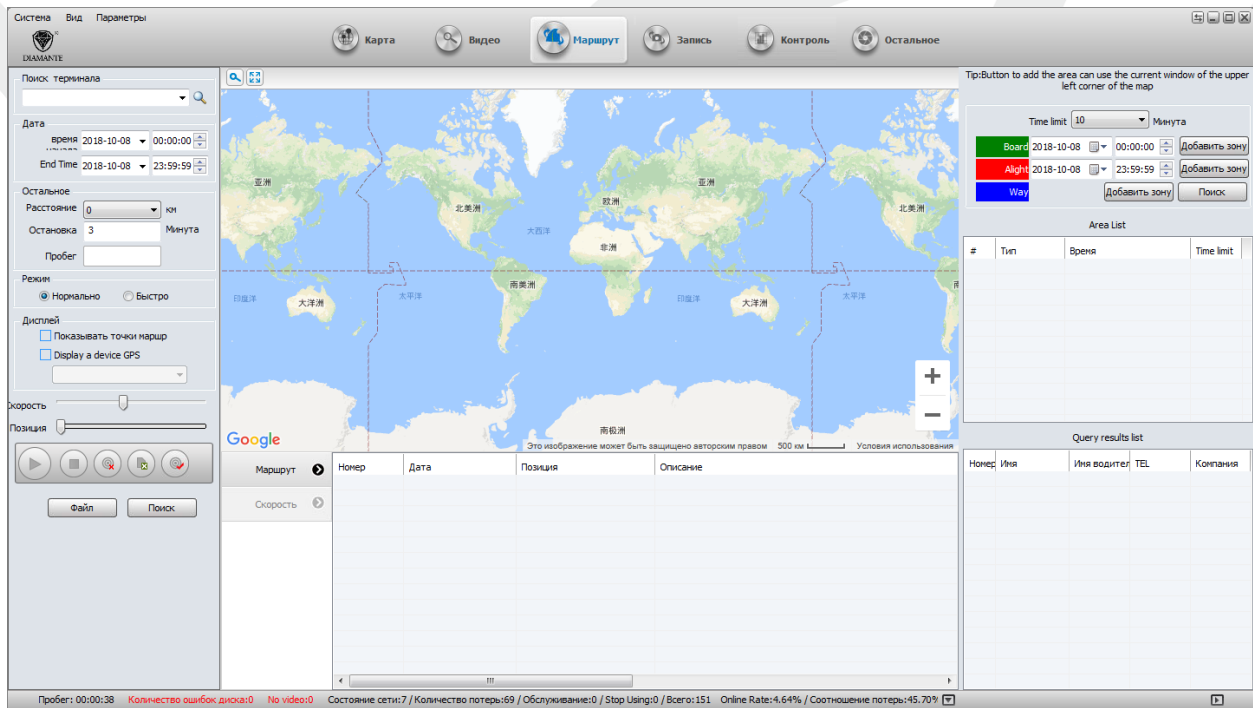 Система Вид Параметры
DIAMANTE
Карта Видео Маршрут Запись Контроль Остальное
Поиск терминала
Дата
время 2018-10-08 00:00:00
End Time 2018-10-08 23:59:59
Остальное
Расстояние 0 км
Остановка 3 Минута
Пробег
Режим
Нормально Быстро
Дисплей
Показывать точки маршр
Display a device GPS
Скорость
Позиция
Файл Поиск
亚洲
北美洲
大西洋
欧洲
非洲
亚洲
北美洲
南美洲
印度洋
大洋洲
太平洋
印度洋
大洋洲
太平洋
南极洲
+
−
Google
Это изображение может быть защищено авторским правом 500 км Условия использования
Маршрут
Скорость
Номер Дата Позиция Описание
Tip:Button to add the area can use the current window of the upper
left corner of the map
Time limit 10 Минута
Board 2018-10-08 00:00:00 Добавить зону
Alight 2018-10-08 23:59:59 Добавить зону
Way Добавить зону Поиск
Area List
# Тип Время Time limit
Query results list
Номер Имя Имя водител TEL Компания
Пробег: 00:00:38 Количество ошибок диска:0 No video:0 Состояние сети:7 / Количество потерь:69 / Обслуживание:0 / Stop Using:0 / Всего:151 Online Rate:4.64% / Соотношение потерь:45.70%